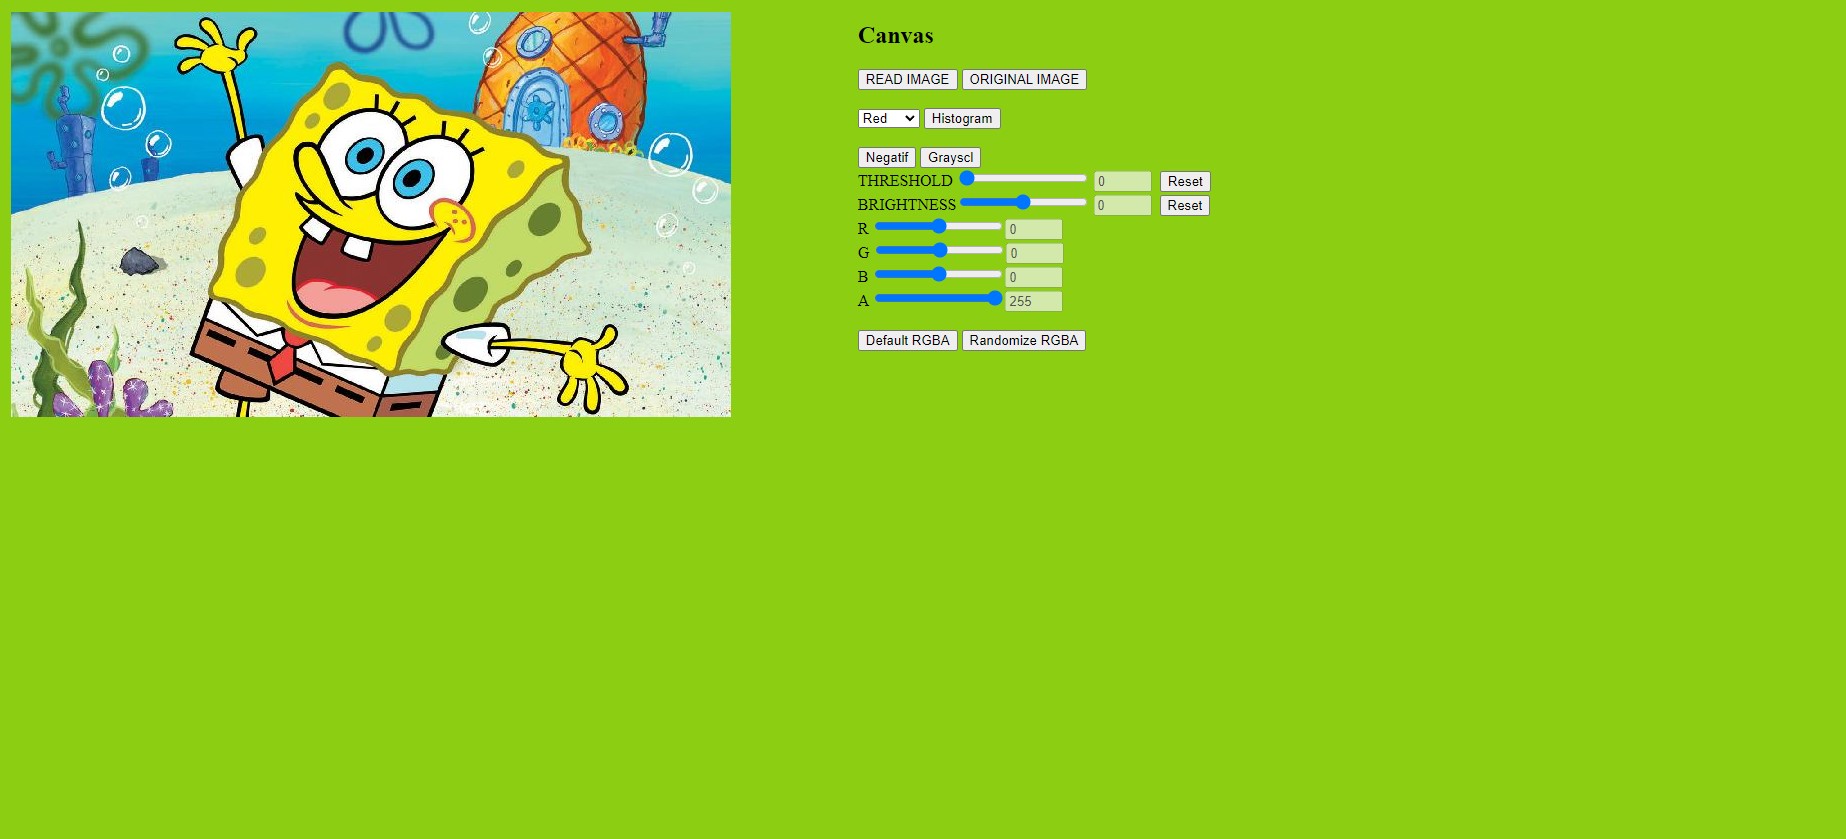 Canvas
READ IMAGE ORIGINAL IMAGE
Red Histogram
Negatif Grayscl
THRESHOLD 0 Reset
BRIGHTNESS 0 Reset
R 0
G 0
B 0
A 255
Default RGBA Randomize RGBA